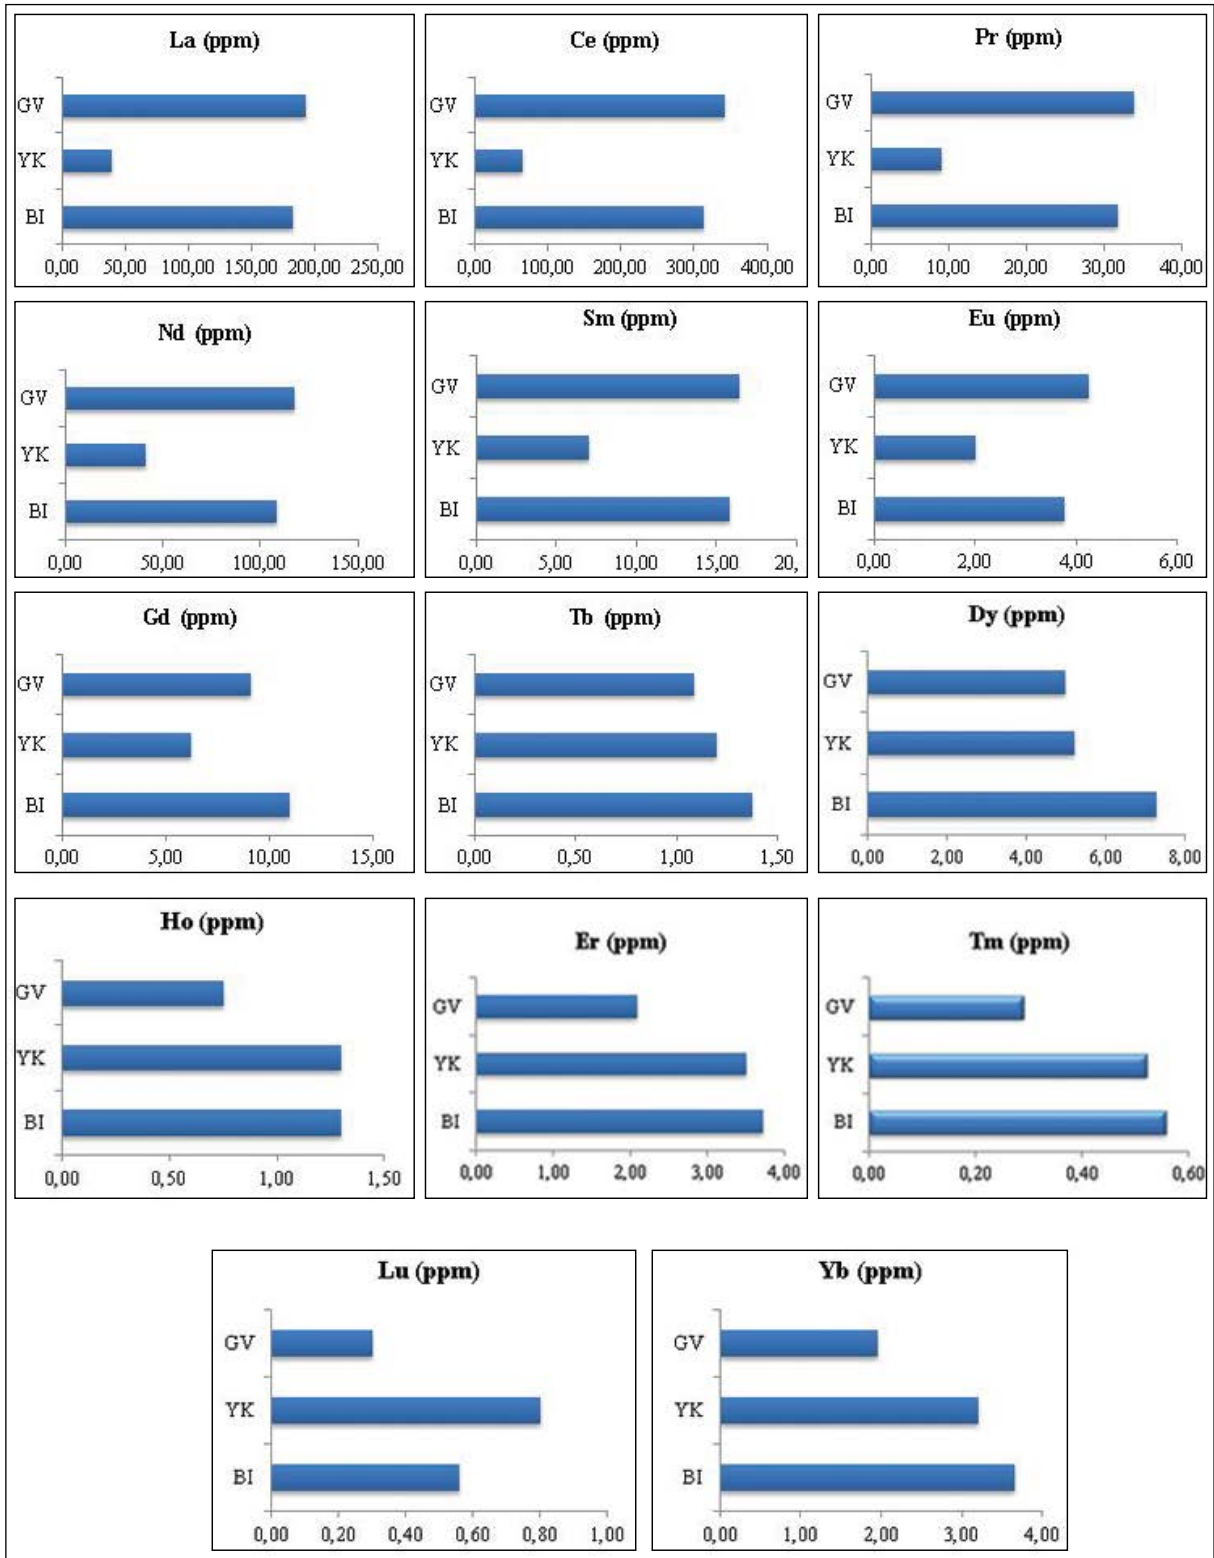 La (ppm)
GV
YK
BI
0,00 50,00 100,00 150,00 200,00 250,00
Ce (ppm)
GV
YK
BI
0,00 100,00 200,00 300,00 400,00
Pr (ppm)
GV
YK
BI
0,00 10,00 20,00 30,00 40,00
Nd (ppm)
GV
YK
BI
0,00 50,00 100,00 150,00
Sm (ppm)
GV
YK
BI
0,00 5,00 10,00 15,00 20,
Eu (ppm)
GV
YK
BI
0,00 2,00 4,00 6,00
Gd (ppm)
GV
YK
BI
0,00 5,00 10,00 15,00
Tb (ppm)
GV
YK
BI
0,00 0,50 1,00 1,50
Dy (ppm)
GV
YK
BI
0,00 2,00 4,00 6,00 8,00
Ho (ppm)
GV
YK
BI
0,00 0,50 1,00 1,50
Er (ppm)
GV
YK
BI
0,00 1,00 2,00 3,00 4,00
Tm (ppm)
GV
YK
BI
0,00 0,20 0,40 0,60
Lu (ppm)
GV
YK
BI
0,00 0,20 0,40 0,60 0,80 1,00
Yb (ppm)
GV
YK
BI
0,00 1,00 2,00 3,00 4,00